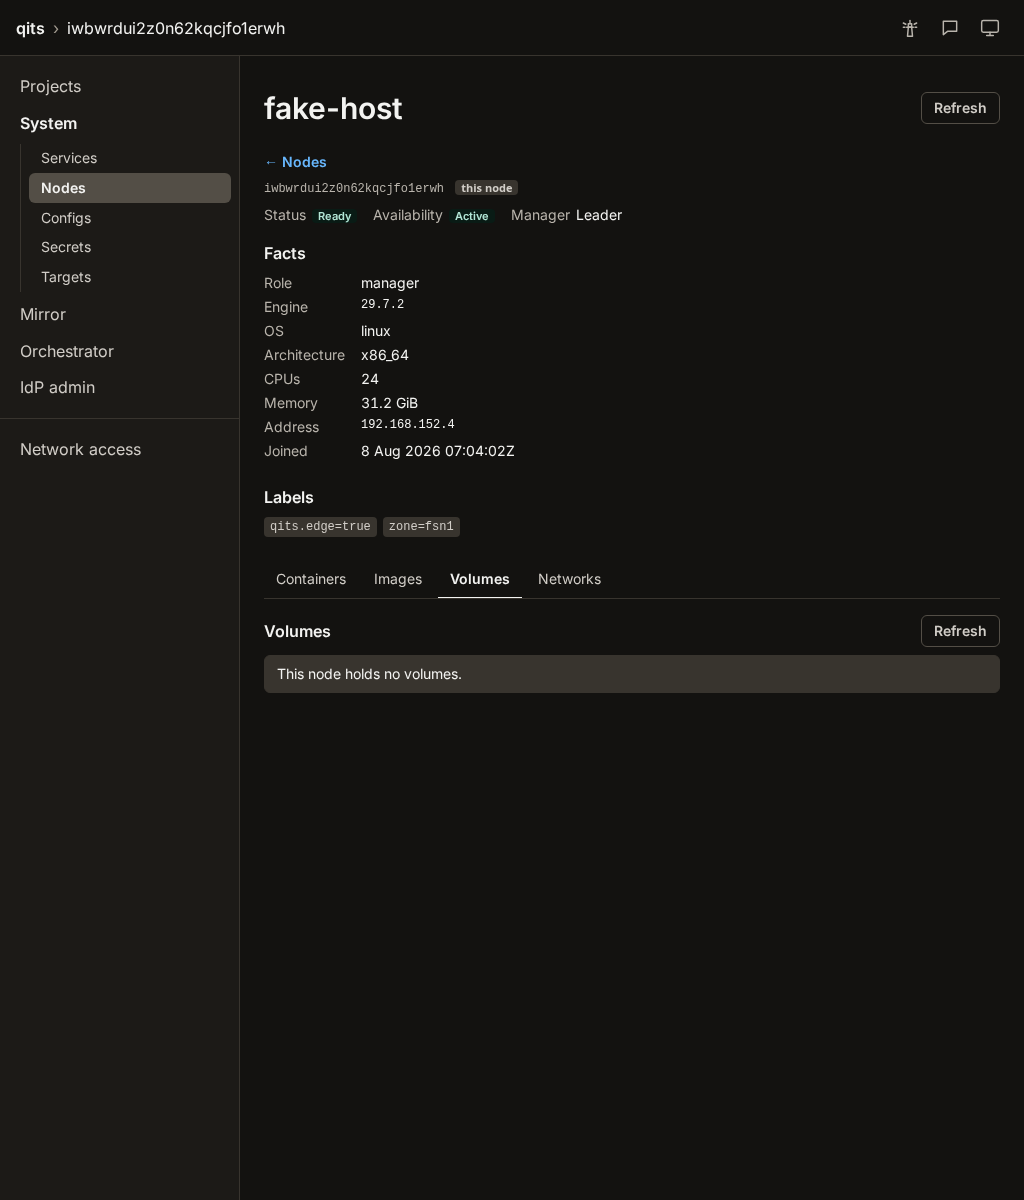 qits › iwbwrdui2z0n62kqcjfo1erwh
Projects
System
Services
Nodes
Configs
Secrets
Targets
Mirror
Orchestrator
IdP admin
Network access
fake-host
Refresh
← Nodes
iwbwrdui2z0n62kqcjfo1erwh this node
Status Ready Availability Active Manager Leader
Facts
Role manager
Engine 29.7.2
OS linux
Architecture x86_64
CPUs 24
Memory 31.2 GiB
Address 192.168.152.4
Joined 8 Aug 2026 07:04:02Z
Labels
qits.edge=true zone=fsn1
Containers Images Volumes Networks
Volumes
Refresh
This node holds no volumes.